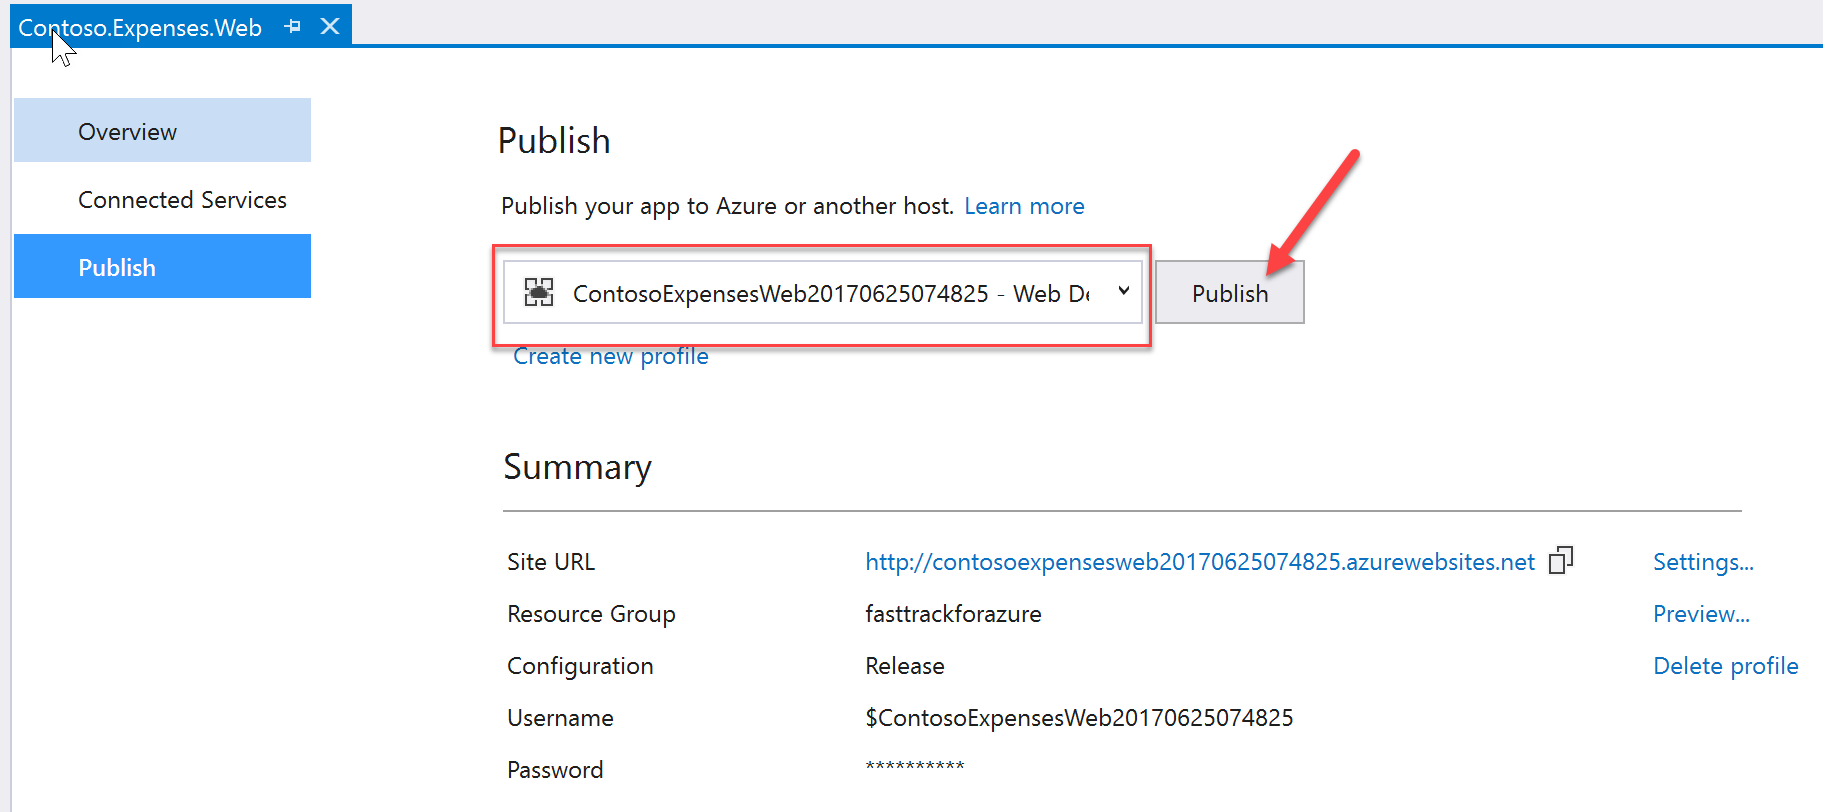 Contoso.Expenses.Web
Overview
Connected Services
Publish
Publish
Publish your app to Azure or another host. Learn more
ContosoExpensesWeb20170625074825 - Web De
Publish
Create new profile
Summary
Site URL http://contosoexpensesweb20170625074825.azurewebsites.net Settings...
Resource Group fasttrackforazure Preview...
Configuration Release Delete profile
Username $ContosoExpensesWeb20170625074825
Password **********